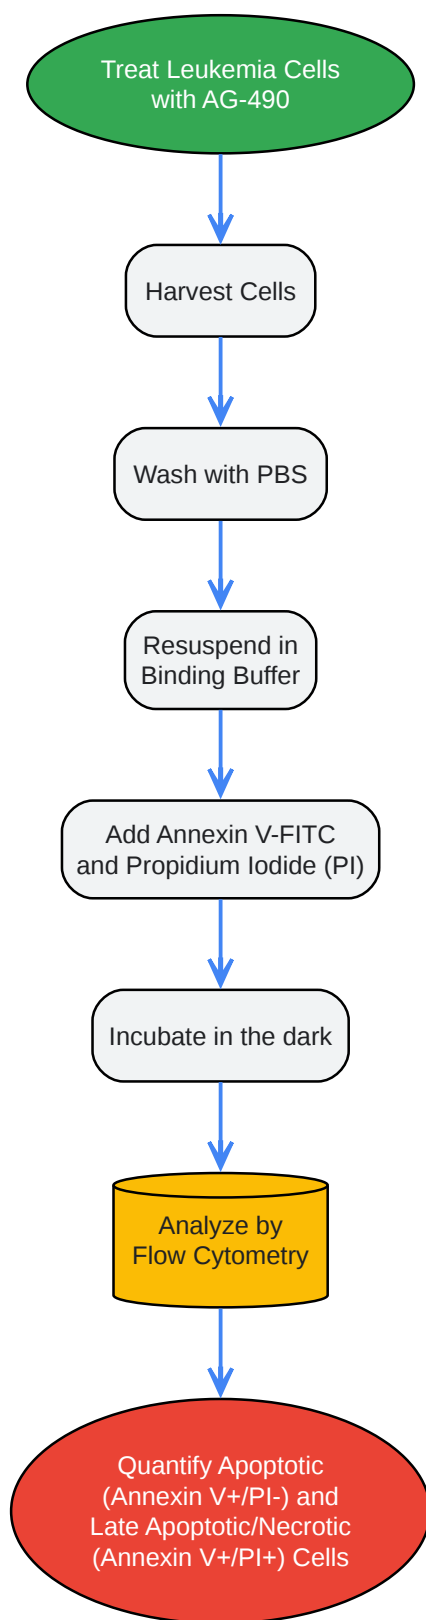 Treat Leukemia Cells
with AG-490
Harvest Cells
Wash with PBS
Resuspend in
Binding Buffer
Add Annexin V-FITC
and Propidium Iodide (PI)
Incubate in the dark
Analyze by
Flow Cytometry
Quantify Apoptotic
(Annexin V+/PI-) and
Late Apoptotic/Necrotic
(Annexin V+/PI+) Cells